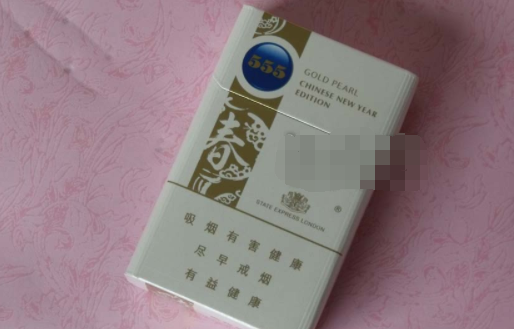 555
GOLD PEARL
CHINESE NEW YEAR
EDITION
春
STATE EXPRESS LONDON
®
吸烟有害健康
尽早戒烟
有益健康